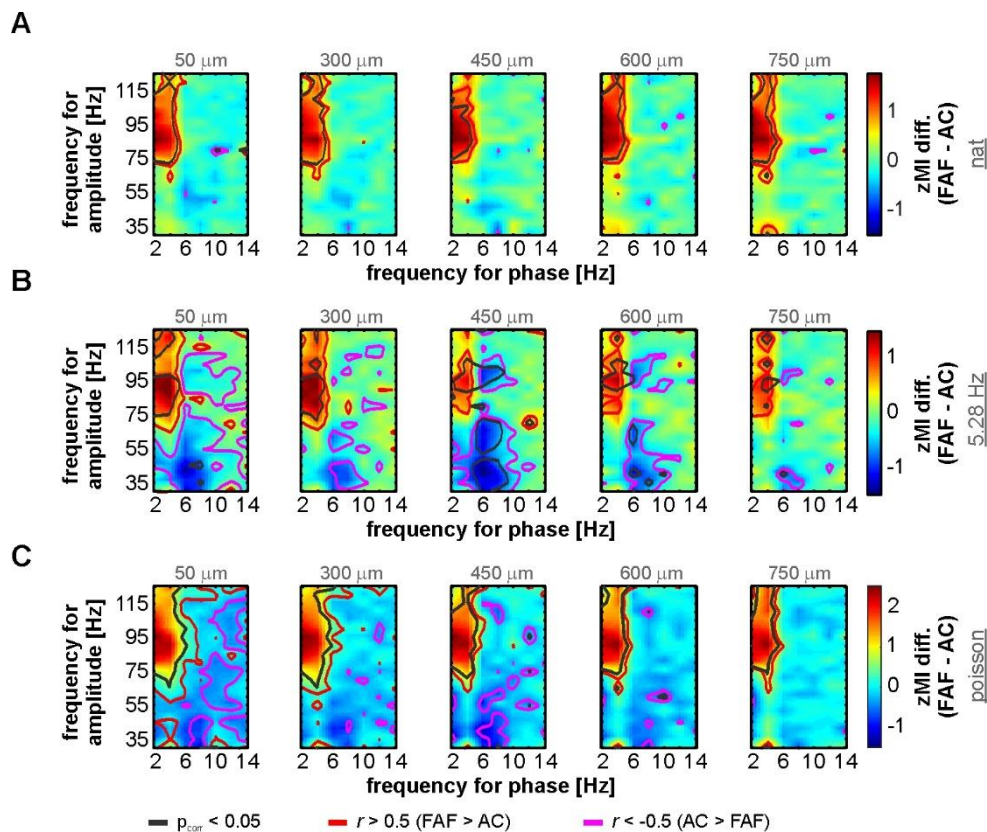 A
50 μm 300 μm 450 μm 600 μm 750 μm
frequency for
amplitude [Hz]
115
95
75
55
35
2 6 10 14 2 6 10 14 2 6 10 14 2 6 10 14 2 6 10 14
frequency for phase [Hz]
1
0
-1
zMI diff.
(FAF - AC)
nat
B
50 μm 300 μm 450 μm 600 μm 750 μm
frequency for
amplitude [Hz]
115
95
75
55
35
2 6 10 14 2 6 10 14 2 6 10 14 2 6 10 14 2 6 10 14
frequency for phase [Hz]
1
0
-1
zMI diff.
(FAF - AC)
5.28 Hz
C
50 μm 300 μm 450 μm 600 μm 750 μm
frequency for
amplitude [Hz]
115
95
75
55
35
2 6 10 14 2 6 10 14 2 6 10 14 2 6 10 14 2 6 10 14
frequency for phase [Hz]
2
1
0
-1
zMI diff.
(FAF - AC)
poisson
p corr < 0.05 r > 0.5 (FAF > AC) r < -0.5 (AC > FAF)